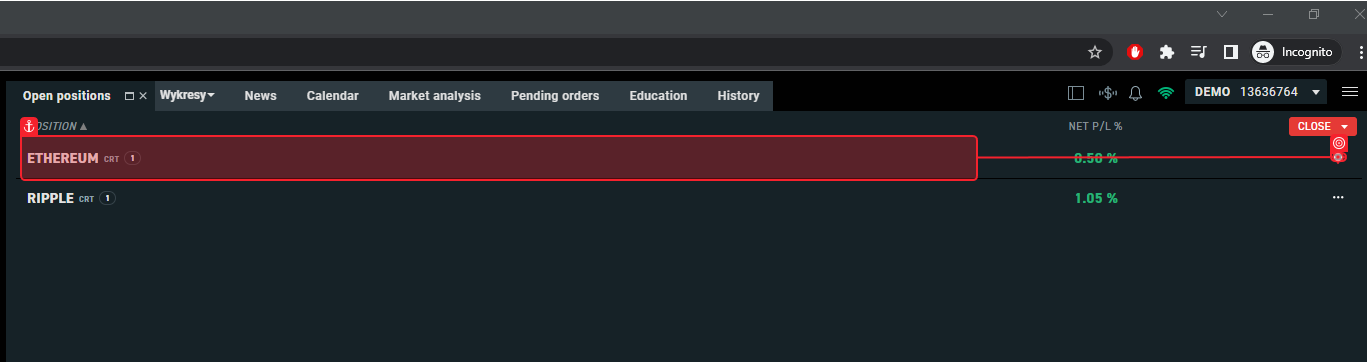 Incognito
Open positions Wykresy News Calendar Market analysis Pending orders Education History DEMO 13636764
POSITION NET P/L % CLOSE
ETHEREUM CRT 1 0.50 %
RIPPLE CRT 1 1.05 %